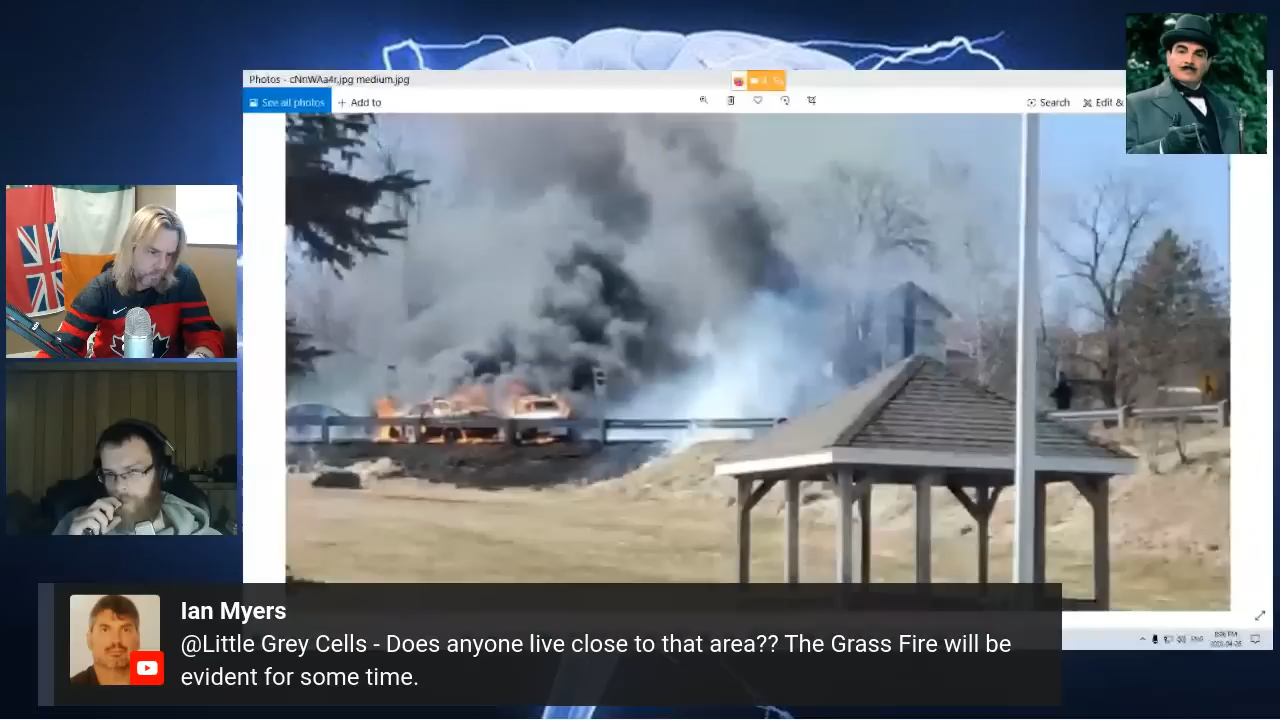 Photos - cNnWAa4r.jpg medium.jpg
See all photos
Add to
Search
Edit &
Ian Myers
@Little Grey Cells - Does anyone live close to that area?? The Grass Fire will be
evident for some time.